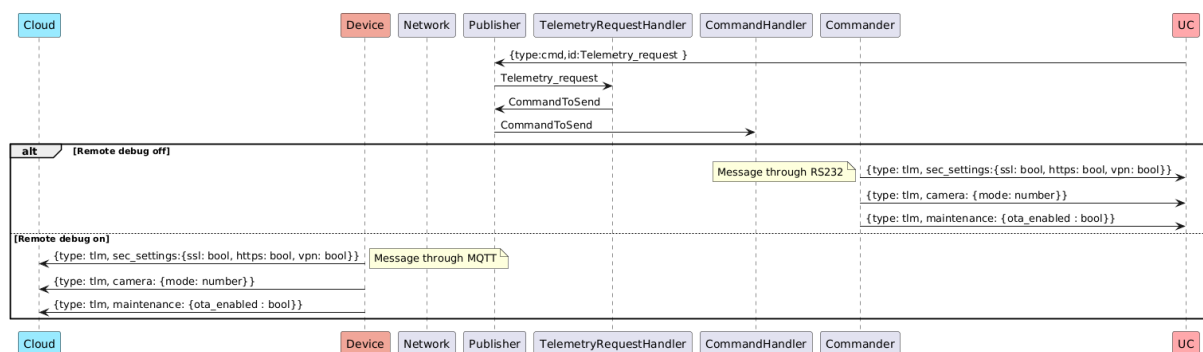 Cloud Device Network Publisher TelemetryRequestHandler CommandHandler Commander UC
{type:cmd,id:Telemetry_request }
Telemetry_request
CommandToSend
CommandToSend
alt [Remote debug off]
Message through RS232 {type: tlm, sec_settings:{ssl: bool, https: bool, vpn: bool}}
{type: tlm, camera: {mode: number}}
{type: tlm, maintenance: {ota_enabled : bool}}
[Remote debug on]
{type: tlm, sec_settings:{ssl: bool, https: bool, vpn: bool}} Message through MQTT
{type: tlm, camera: {mode: number}}
{type: tlm, maintenance: {ota_enabled : bool}}
Cloud Device Network Publisher TelemetryRequestHandler CommandHandler Commander UC